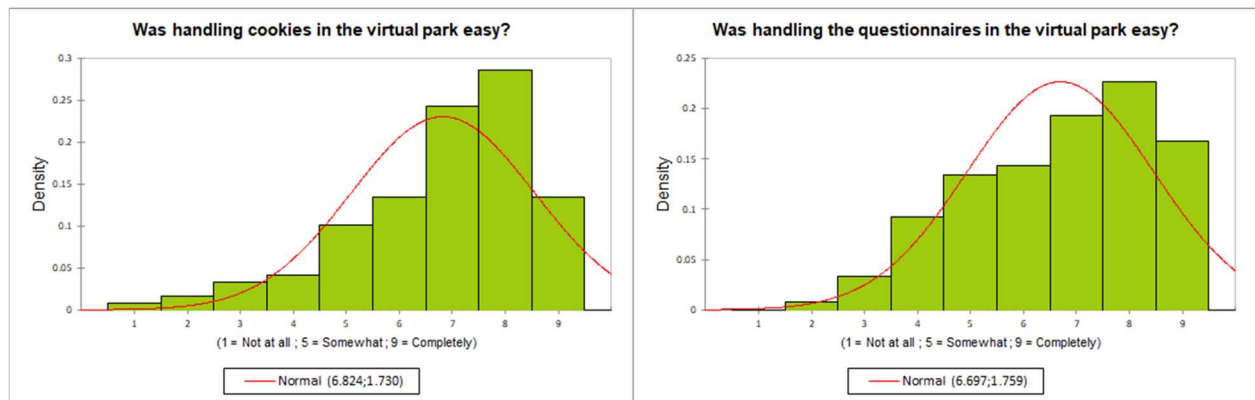 Was handling cookies in the virtual park easy?
0.3
0.25
0.2
0.15
0.1
0.05
0
Density
1 2 3 4 5 6 7 8 9
(1 = Not at all ; 5 = Somewhat ; 9 = Completely)
Normal (6.824;1.730)
Was handling the questionnaires in the virtual park easy?
0.25
0.2
0.15
0.1
0.05
0
Density
1 2 3 4 5 6 7 8 9
(1 = Not at all ; 5 = Somewhat ; 9 = Completely)
Normal (6.697;1.759)